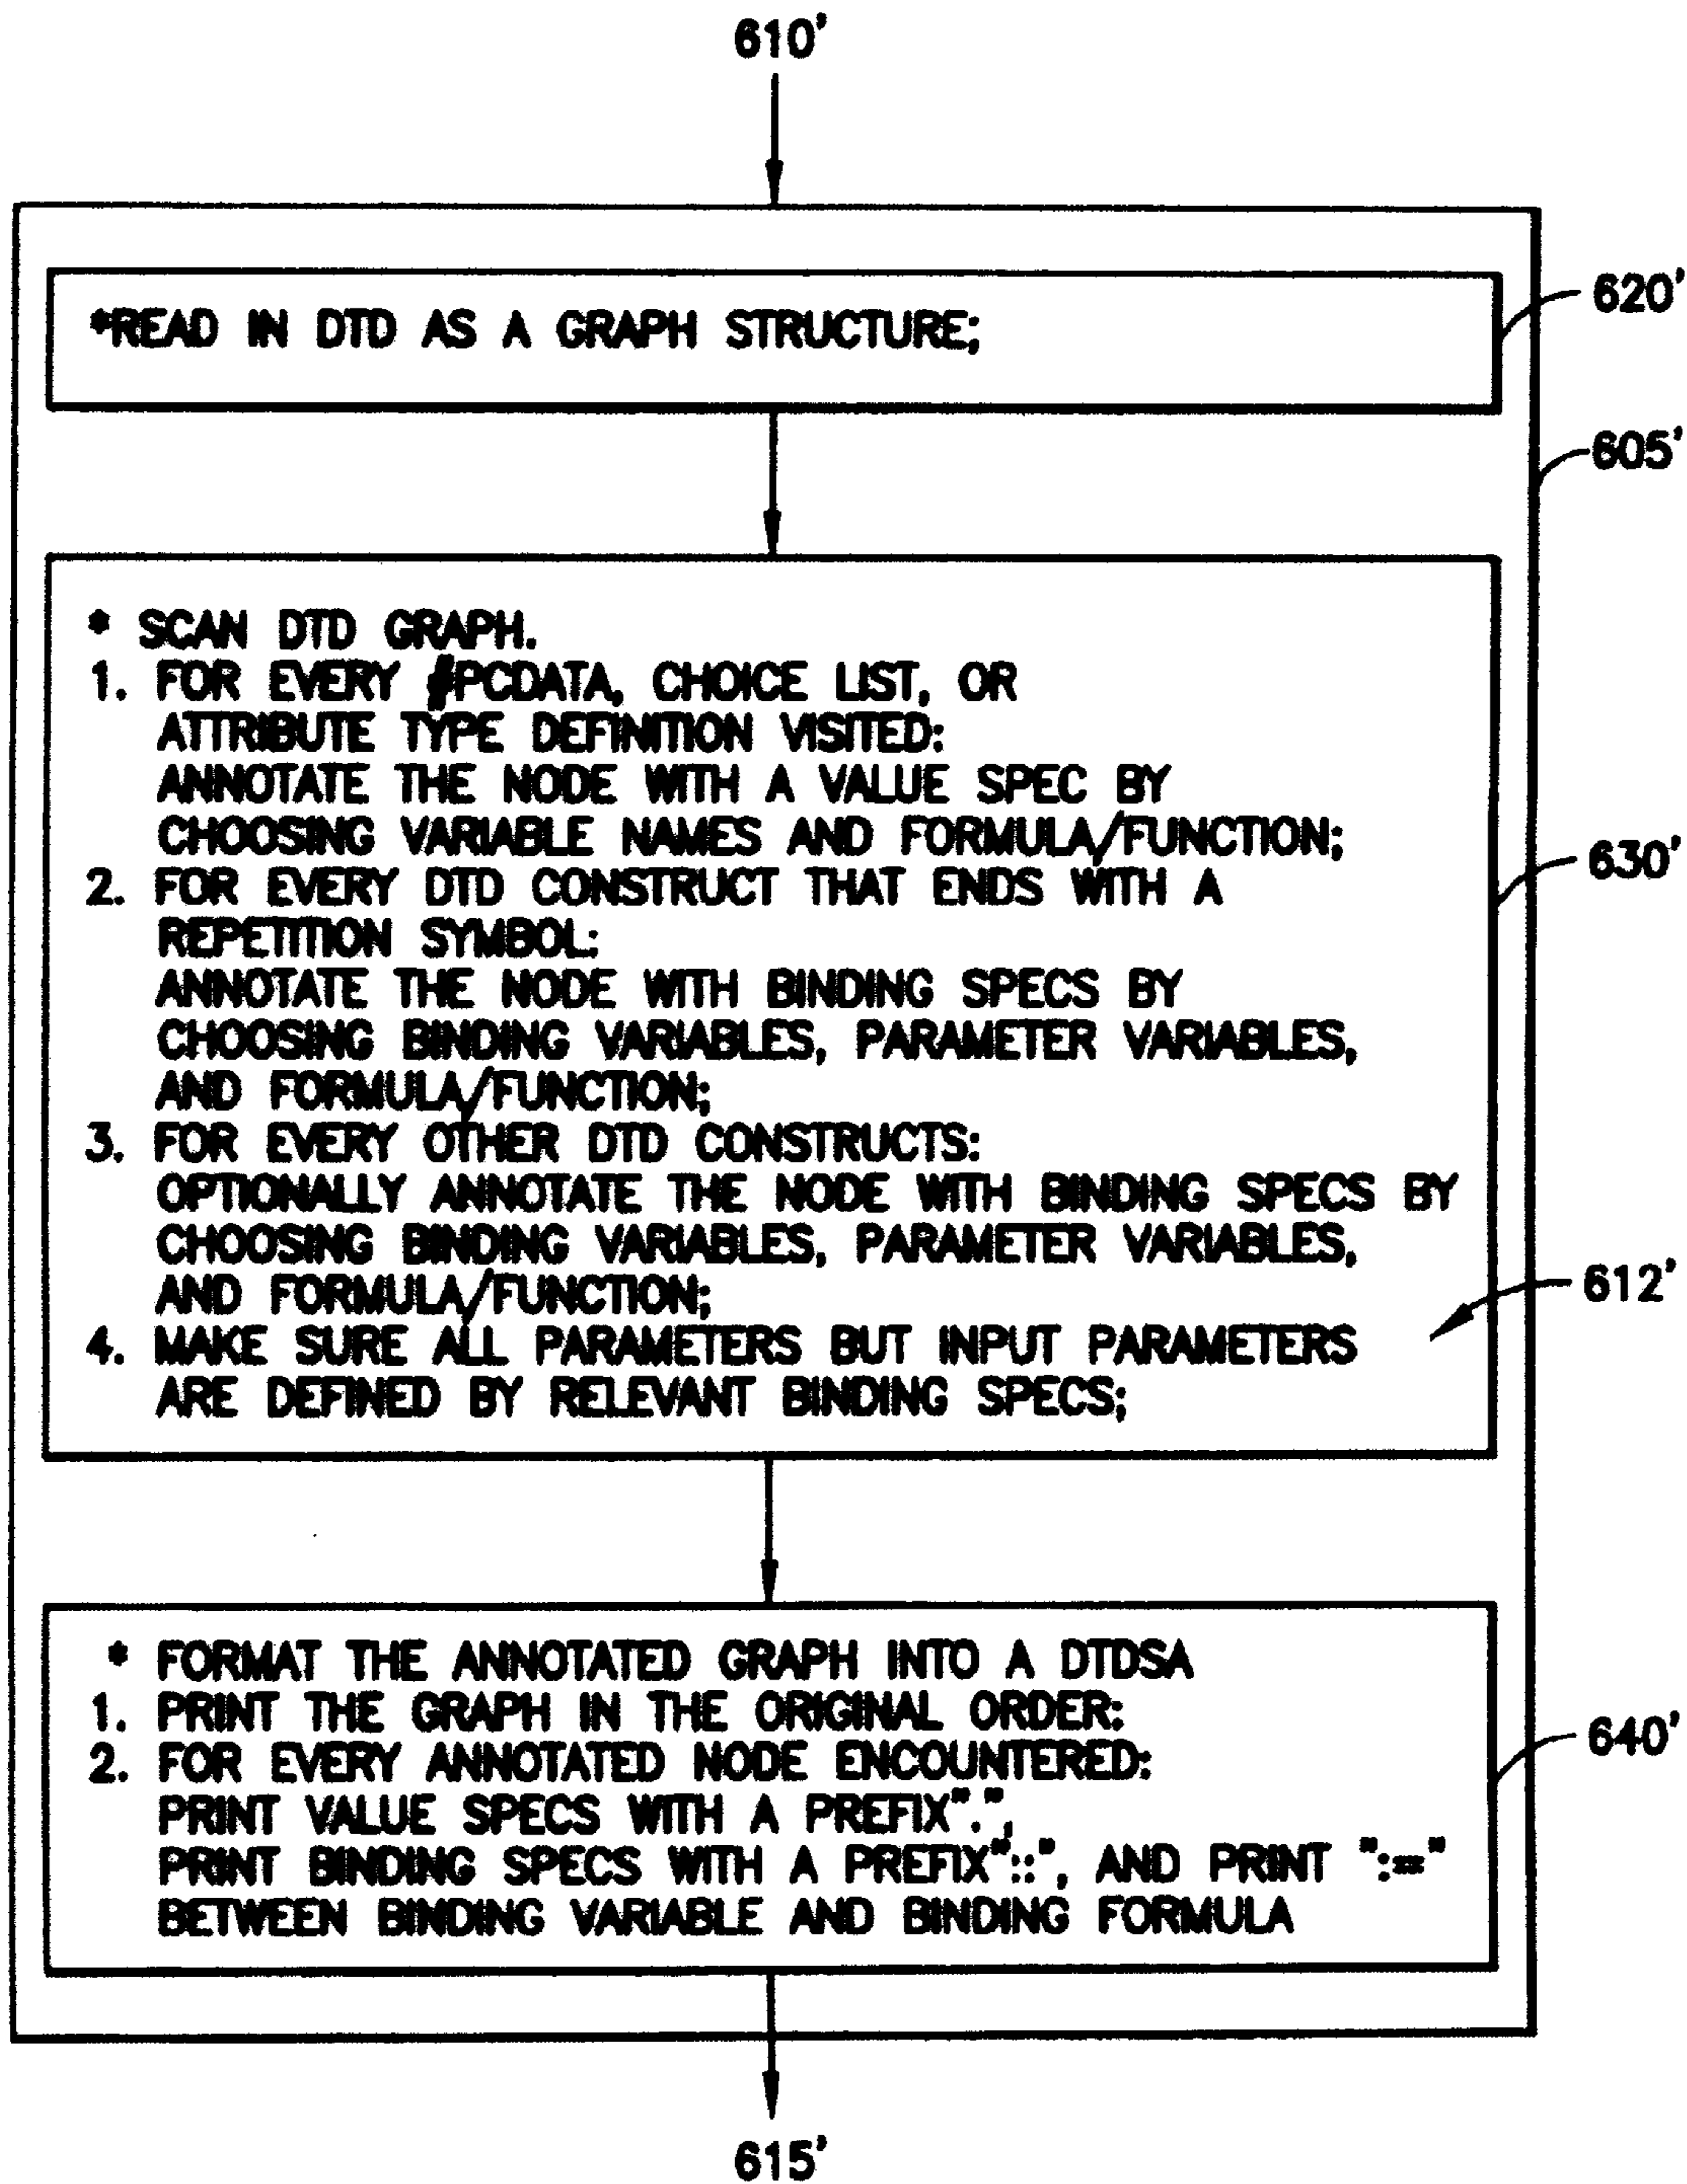 610'
*READ IN DTD AS A GRAPH STRUCTURE;
620'
605'
* SCAN DTD GRAPH.
1. FOR EVERY #PCDATA, CHOICE LIST, OR
ATTRIBUTE TYPE DEFINITION VISITED:
ANNOTATE THE NODE WITH A VALUE SPEC BY
CHOOSING VARIABLE NAMES AND FORMULA/FUNCTION;
2. FOR EVERY DTD CONSTRUCT THAT ENDS WITH A
REPETITION SYMBOL:
ANNOTATE THE NODE WITH BINDING SPECS BY
CHOOSING BINDING VARIABLES, PARAMETER VARIABLES,
AND FORMULA/FUNCTION;
3. FOR EVERY OTHER DTD CONSTRUCTS:
OPTIONALLY ANNOTATE THE NODE WITH BINDING SPECS BY
CHOOSING BINDING VARIABLES, PARAMETER VARIABLES,
AND FORMULA/FUNCTION;
4. MAKE SURE ALL PARAMETERS BUT INPUT PARAMETERS
ARE DEFINED BY RELEVANT BINDING SPECS;
630'
612'
* FORMAT THE ANNOTATED GRAPH INTO A DTDSA
1. PRINT THE GRAPH IN THE ORIGINAL ORDER:
2. FOR EVERY ANNOTATED NODE ENCOUNTERED:
PRINT VALUE SPECS WITH A PREFIX":",
PRINT BINDING SPECS WITH A PREFIX"::", AND PRINT ":="
BETWEEN BINDING VARIABLE AND BINDING FORMULA
640'
615'